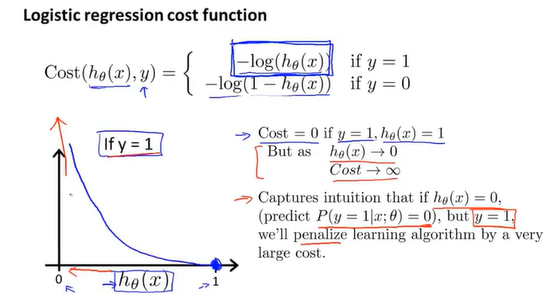 Logistic regression cost function
Cost(hθ(x), y) = {
−log(hθ(x)) if y = 1
−log(1 − hθ(x)) if y = 0
If y = 1
0
hθ(x)
1
Cost = 0 if y = 1, hθ(x) = 1
But as hθ(x) → 0
Cost → ∞
Captures intuition that if hθ(x) = 0,
(predict P(y = 1|x; θ) = 0), but y = 1,
we'll penalize learning algorithm by a very
large cost.